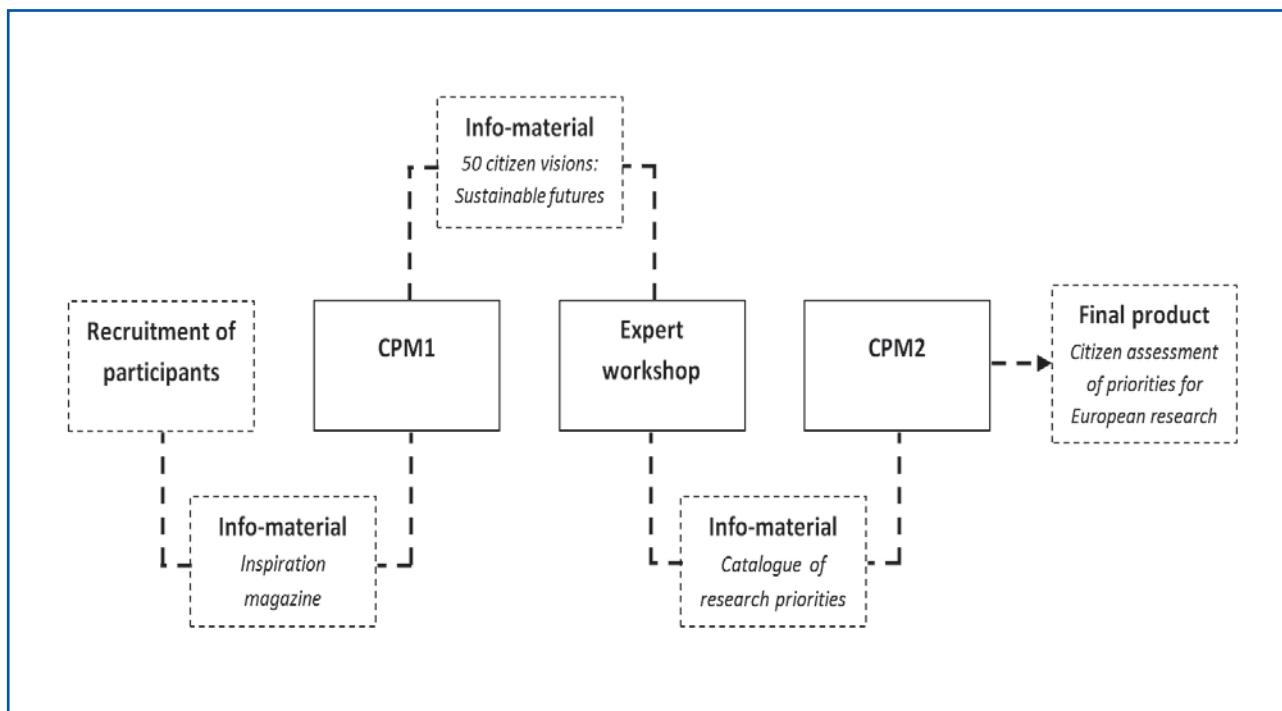 Info-material
50 citizen visions:
Sustainable futures
Recruitment of
participants
CPM1
Expert
workshop
CPM2
Final product
Citizen assessment
of priorities for
European research
Info-material
Inspiration
magazine
Info-material
Catalogue of
research priorities